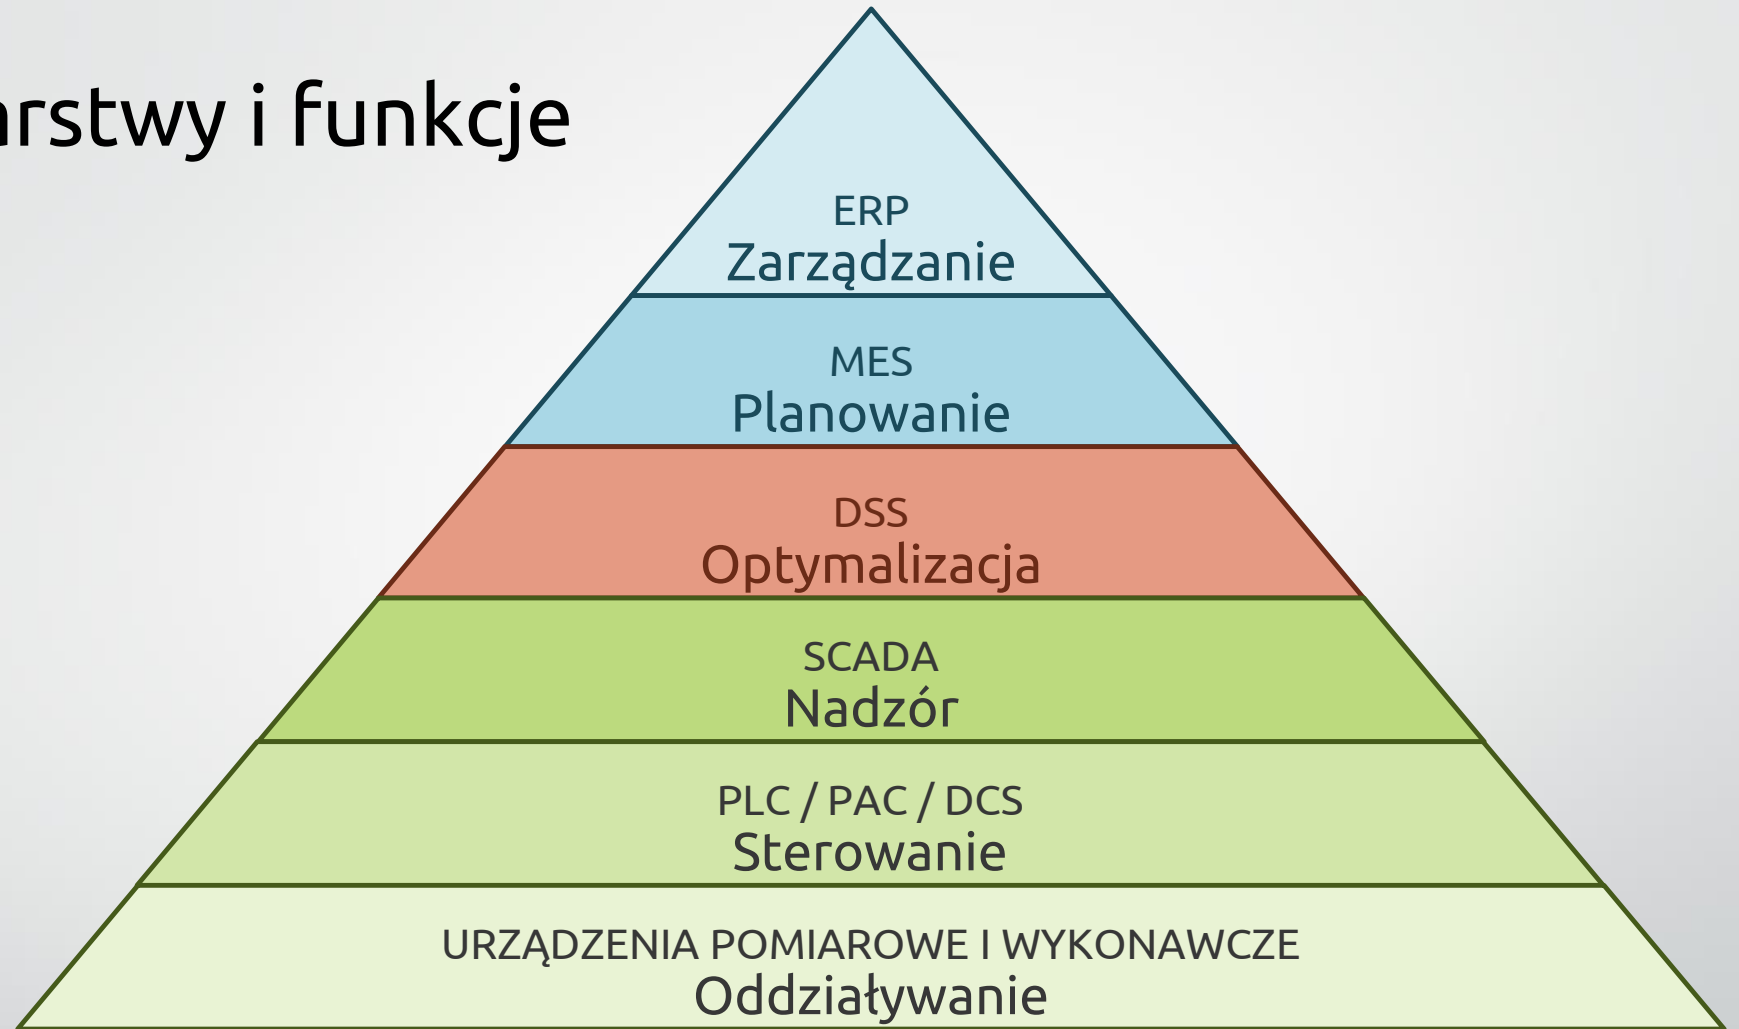 arstwy i funkcje
ERP
Zarządzanie
MES
Planowanie
DSS
Optymalizacja
SCADA
Nadzór
PLC / PAC / DCS
Sterowanie
URZĄDZENIA POMIAROWE I WYKONAWCZE
Oddziaływanie